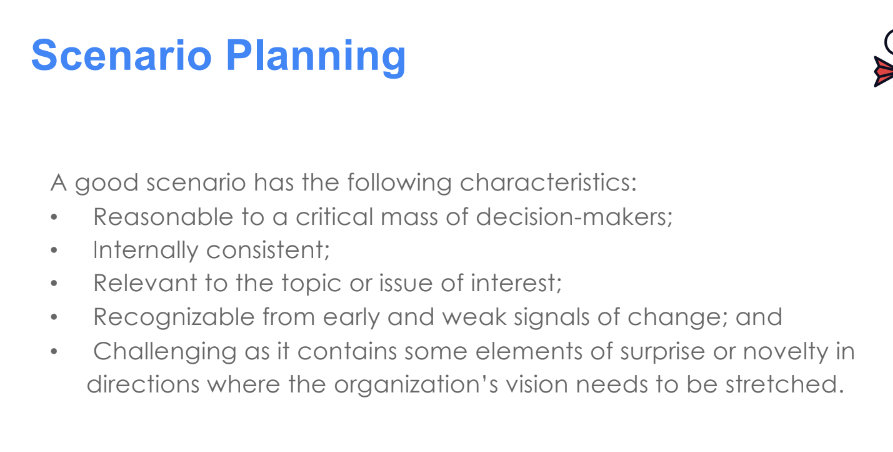 Scenario Planning
A good scenario has the following characteristics:
• Reasonable to a critical mass of decision-makers;
• Internally consistent;
• Relevant to the topic or issue of interest;
• Recognizable from early and weak signals of change; and
• Challenging as it contains some elements of surprise or novelty in
directions where the organization’s vision needs to be stretched.